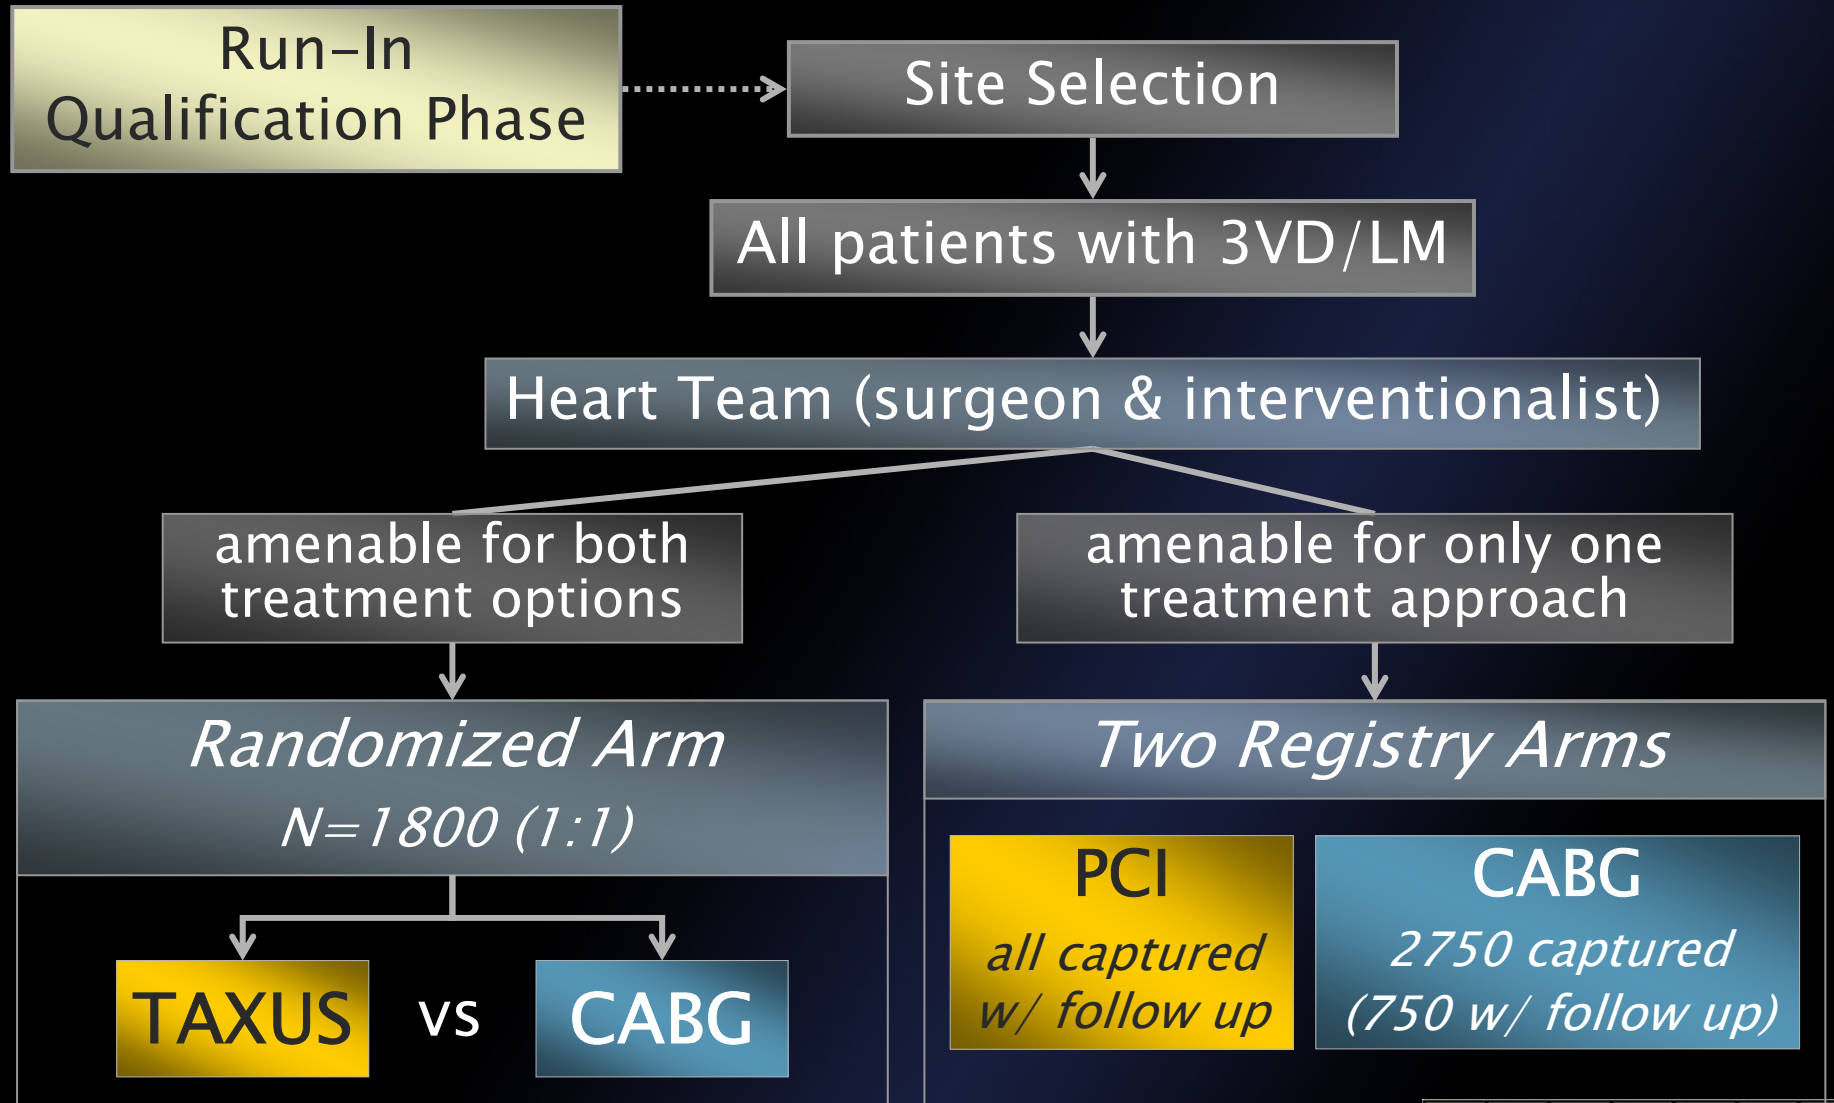 Run-In
Qualification Phase
Site Selection
All patients with 3VD/LM
Heart Team (surgeon & interventionalist)
amenable for both
treatment options
amenable for only one
treatment approach
Randomized Arm
N=1800 (1:1)
TAXUS
vs
CABG
Two Registry Arms
PCI
all captured
w/ follow up
CABG
2750 captured
(750 w/ follow up)